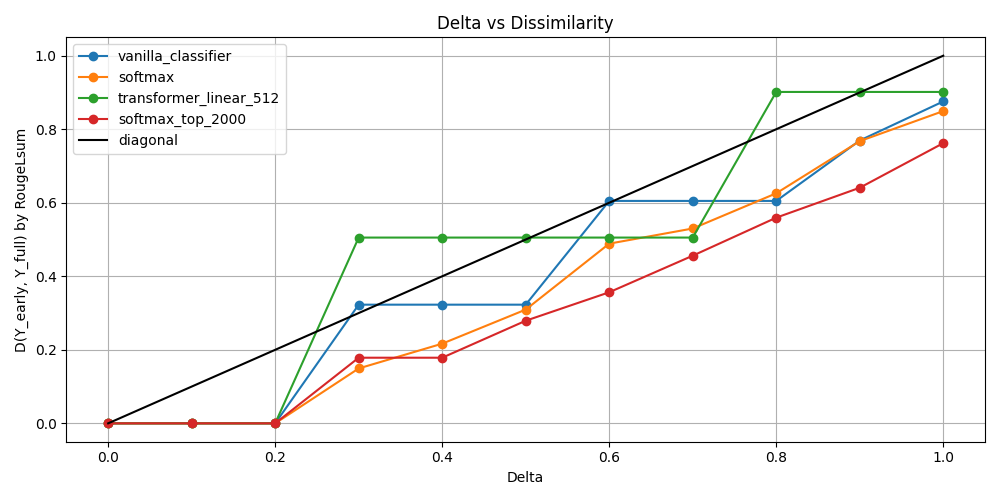 Delta vs Dissimilarity
vanilla_classifier
softmax
transformer_linear_512
softmax_top_2000
diagonal
D(Y_early, Y_full) by RougeLsum
1.0
0.8
0.6
0.4
0.2
0.0
0.0 0.2 0.4 0.6 0.8 1.0
Delta